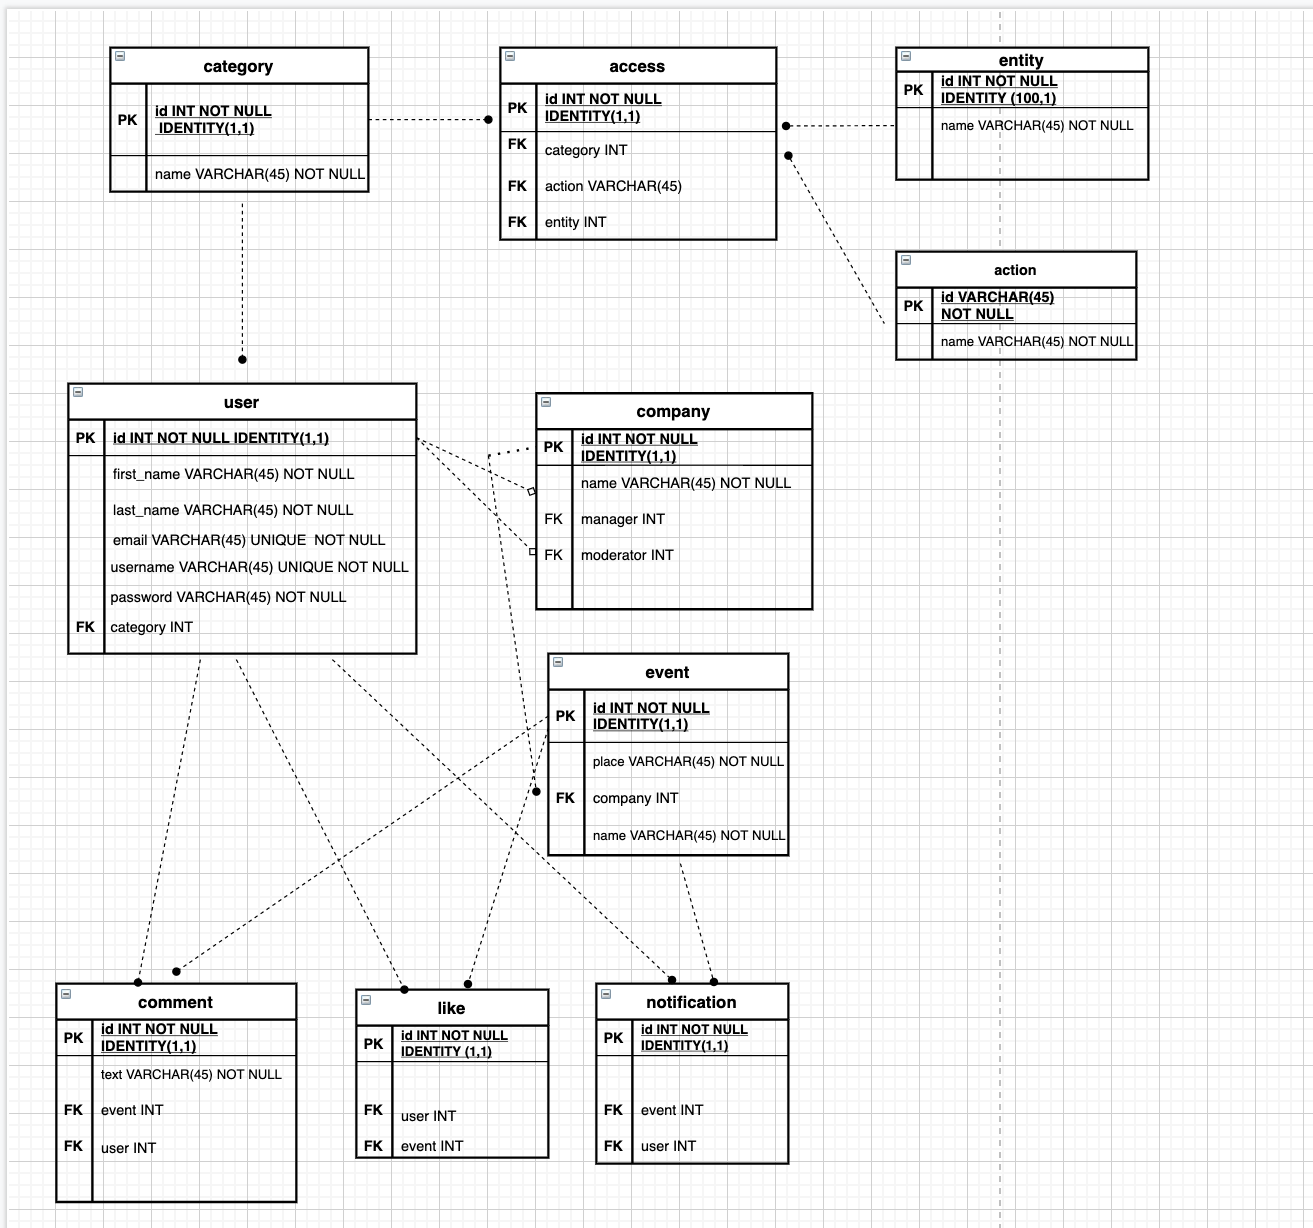 category
PK
id INT NOT NULL
IDENTITY(1,1)
name VARCHAR(45) NOT NULL
access
PK
id INT NOT NULL
IDENTITY(1,1)
FK
category INT
FK
action VARCHAR(45)
FK
entity INT
entity
PK
id INT NOT NULL
IDENTITY (100,1)
name VARCHAR(45) NOT NULL
action
PK
id VARCHAR(45)
NOT NULL
name VARCHAR(45) NOT NULL
user
PK
id INT NOT NULL IDENTITY(1,1)
first_name VARCHAR(45) NOT NULL
last_name VARCHAR(45) NOT NULL
email VARCHAR(45) UNIQUE  NOT NULL
username VARCHAR(45) UNIQUE NOT NULL
password VARCHAR(45) NOT NULL
FK
category INT
company
PK
id INT NOT NULL
IDENTITY(1,1)
name VARCHAR(45) NOT NULL
FK
manager INT
FK
moderator INT
event
PK
id INT NOT NULL
IDENTITY(1,1)
place VARCHAR(45) NOT NULL
FK
company INT
name VARCHAR(45) NOT NULL
comment
PK
id INT NOT NULL
IDENTITY(1,1)
text VARCHAR(45) NOT NULL
FK
event INT
FK
user INT
like
PK
id INT NOT NULL
IDENTITY (1,1)
FK
user INT
FK
event INT
notification
PK
id INT NOT NULL
IDENTITY(1,1)
FK
event INT
FK
user INT